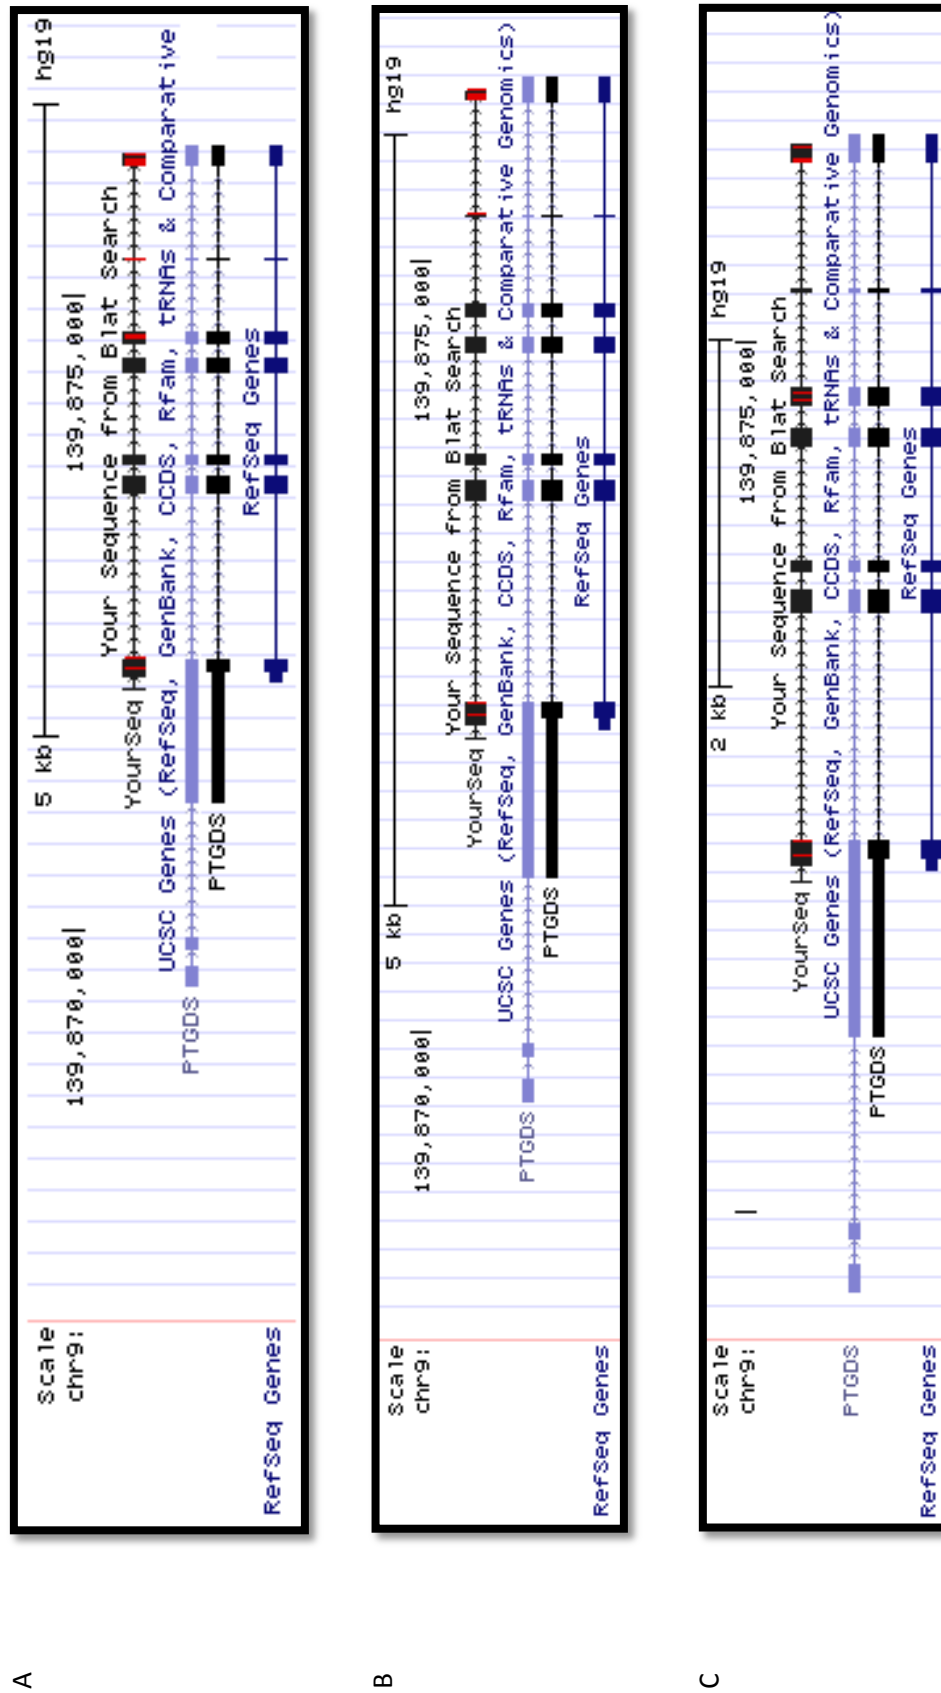 A
Scale 5 kb hg19
chr9: 139,870,000| 139,875,000|
Your Sequence from Blat Search
YourSeq
UCSC Genes (RefSeq, GenBank, CCDS, Rfam, tRNAs & Comparative
PTGDS
PTGDS
RefSeq Genes
RefSeq Genes
B
Scale 5 kb hg19
chr9: 139,870,000| 139,875,000|
Your Sequence from Blat Search
YourSeq
UCSC Genes (RefSeq, GenBank, CCDS, Rfam, tRNAs & Comparative Genomics)
PTGDS
PTGDS
RefSeq Genes
RefSeq Genes
C
Scale 2 kb hg19
chr9: | 139,875,000|
Your Sequence from Blat Search
YourSeq
UCSC Genes (RefSeq, GenBank, CCDS, Rfam, tRNAs & Comparative Genomics)
PTGDS
PTGDS
RefSeq Genes
RefSeq Genes